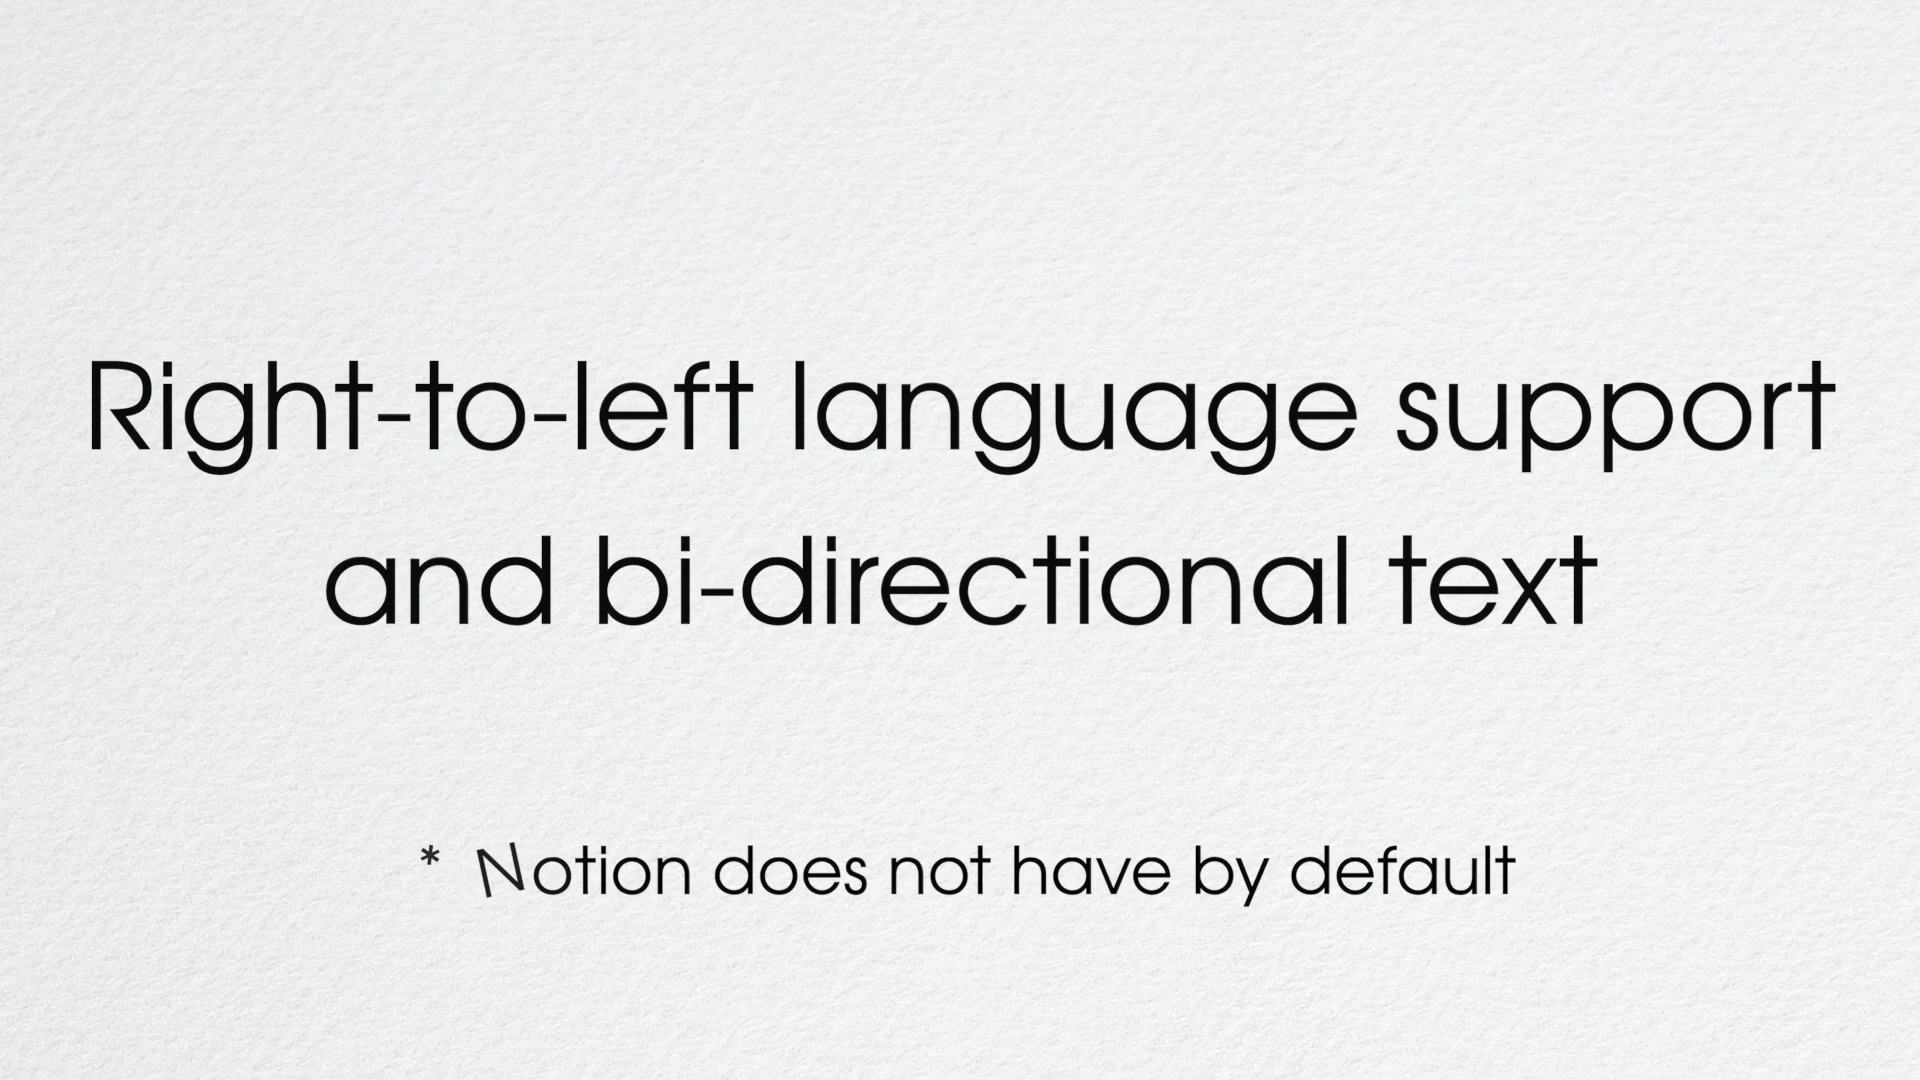 Right-to-left language support
and bi-directional text
* Notion does not have by default